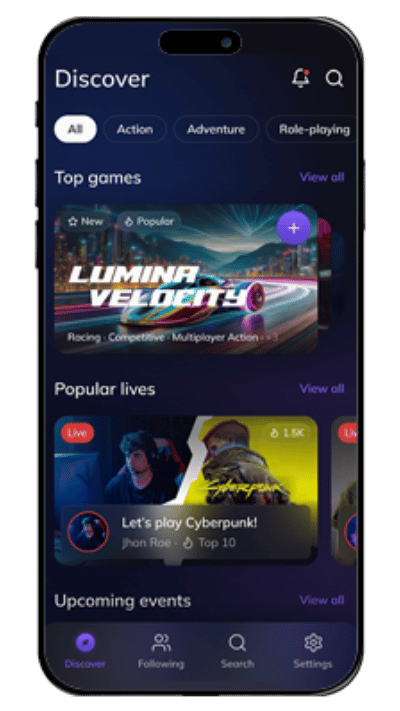 Discover
All Action Adventure Role-playing
Top games View all
New Popular
LUMINA
VELOCITY
Racing · Competitive · Multiplayer Action · +3
Popular lives View all
Live 1.5K Liv
Cyberpunk
Let's play Cyberpunk!
Jhon Roe · Top 10
Upcoming events View all
Discover Following Search Settings